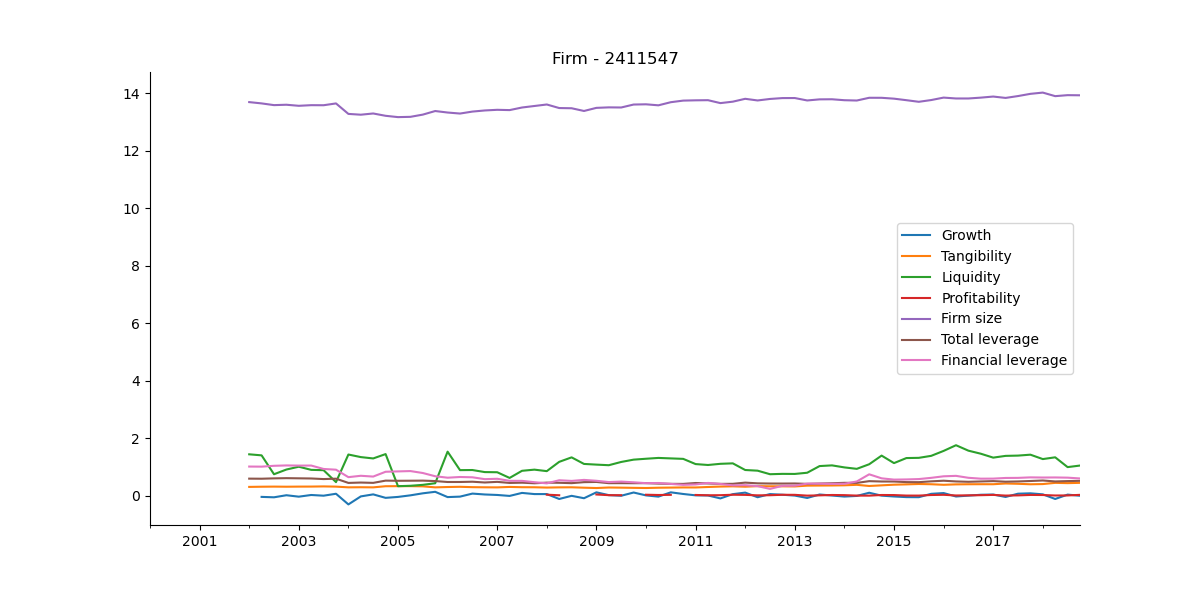 Firm - 2411547
14
12
10
8
6
4
2
0
Growth
Tangibility
Liquidity
Profitability
Firm size
Total leverage
Financial leverage
2001 2003 2005 2007 2009 2011 2013 2015 2017